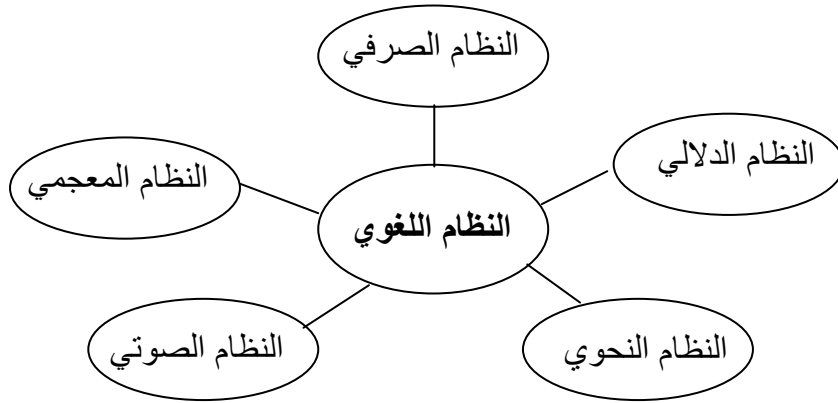 النظام الصرفي
النظام الدلالي
النظام المعجمي
النظام اللغوي
النظام النحوي
النظام الصوتي